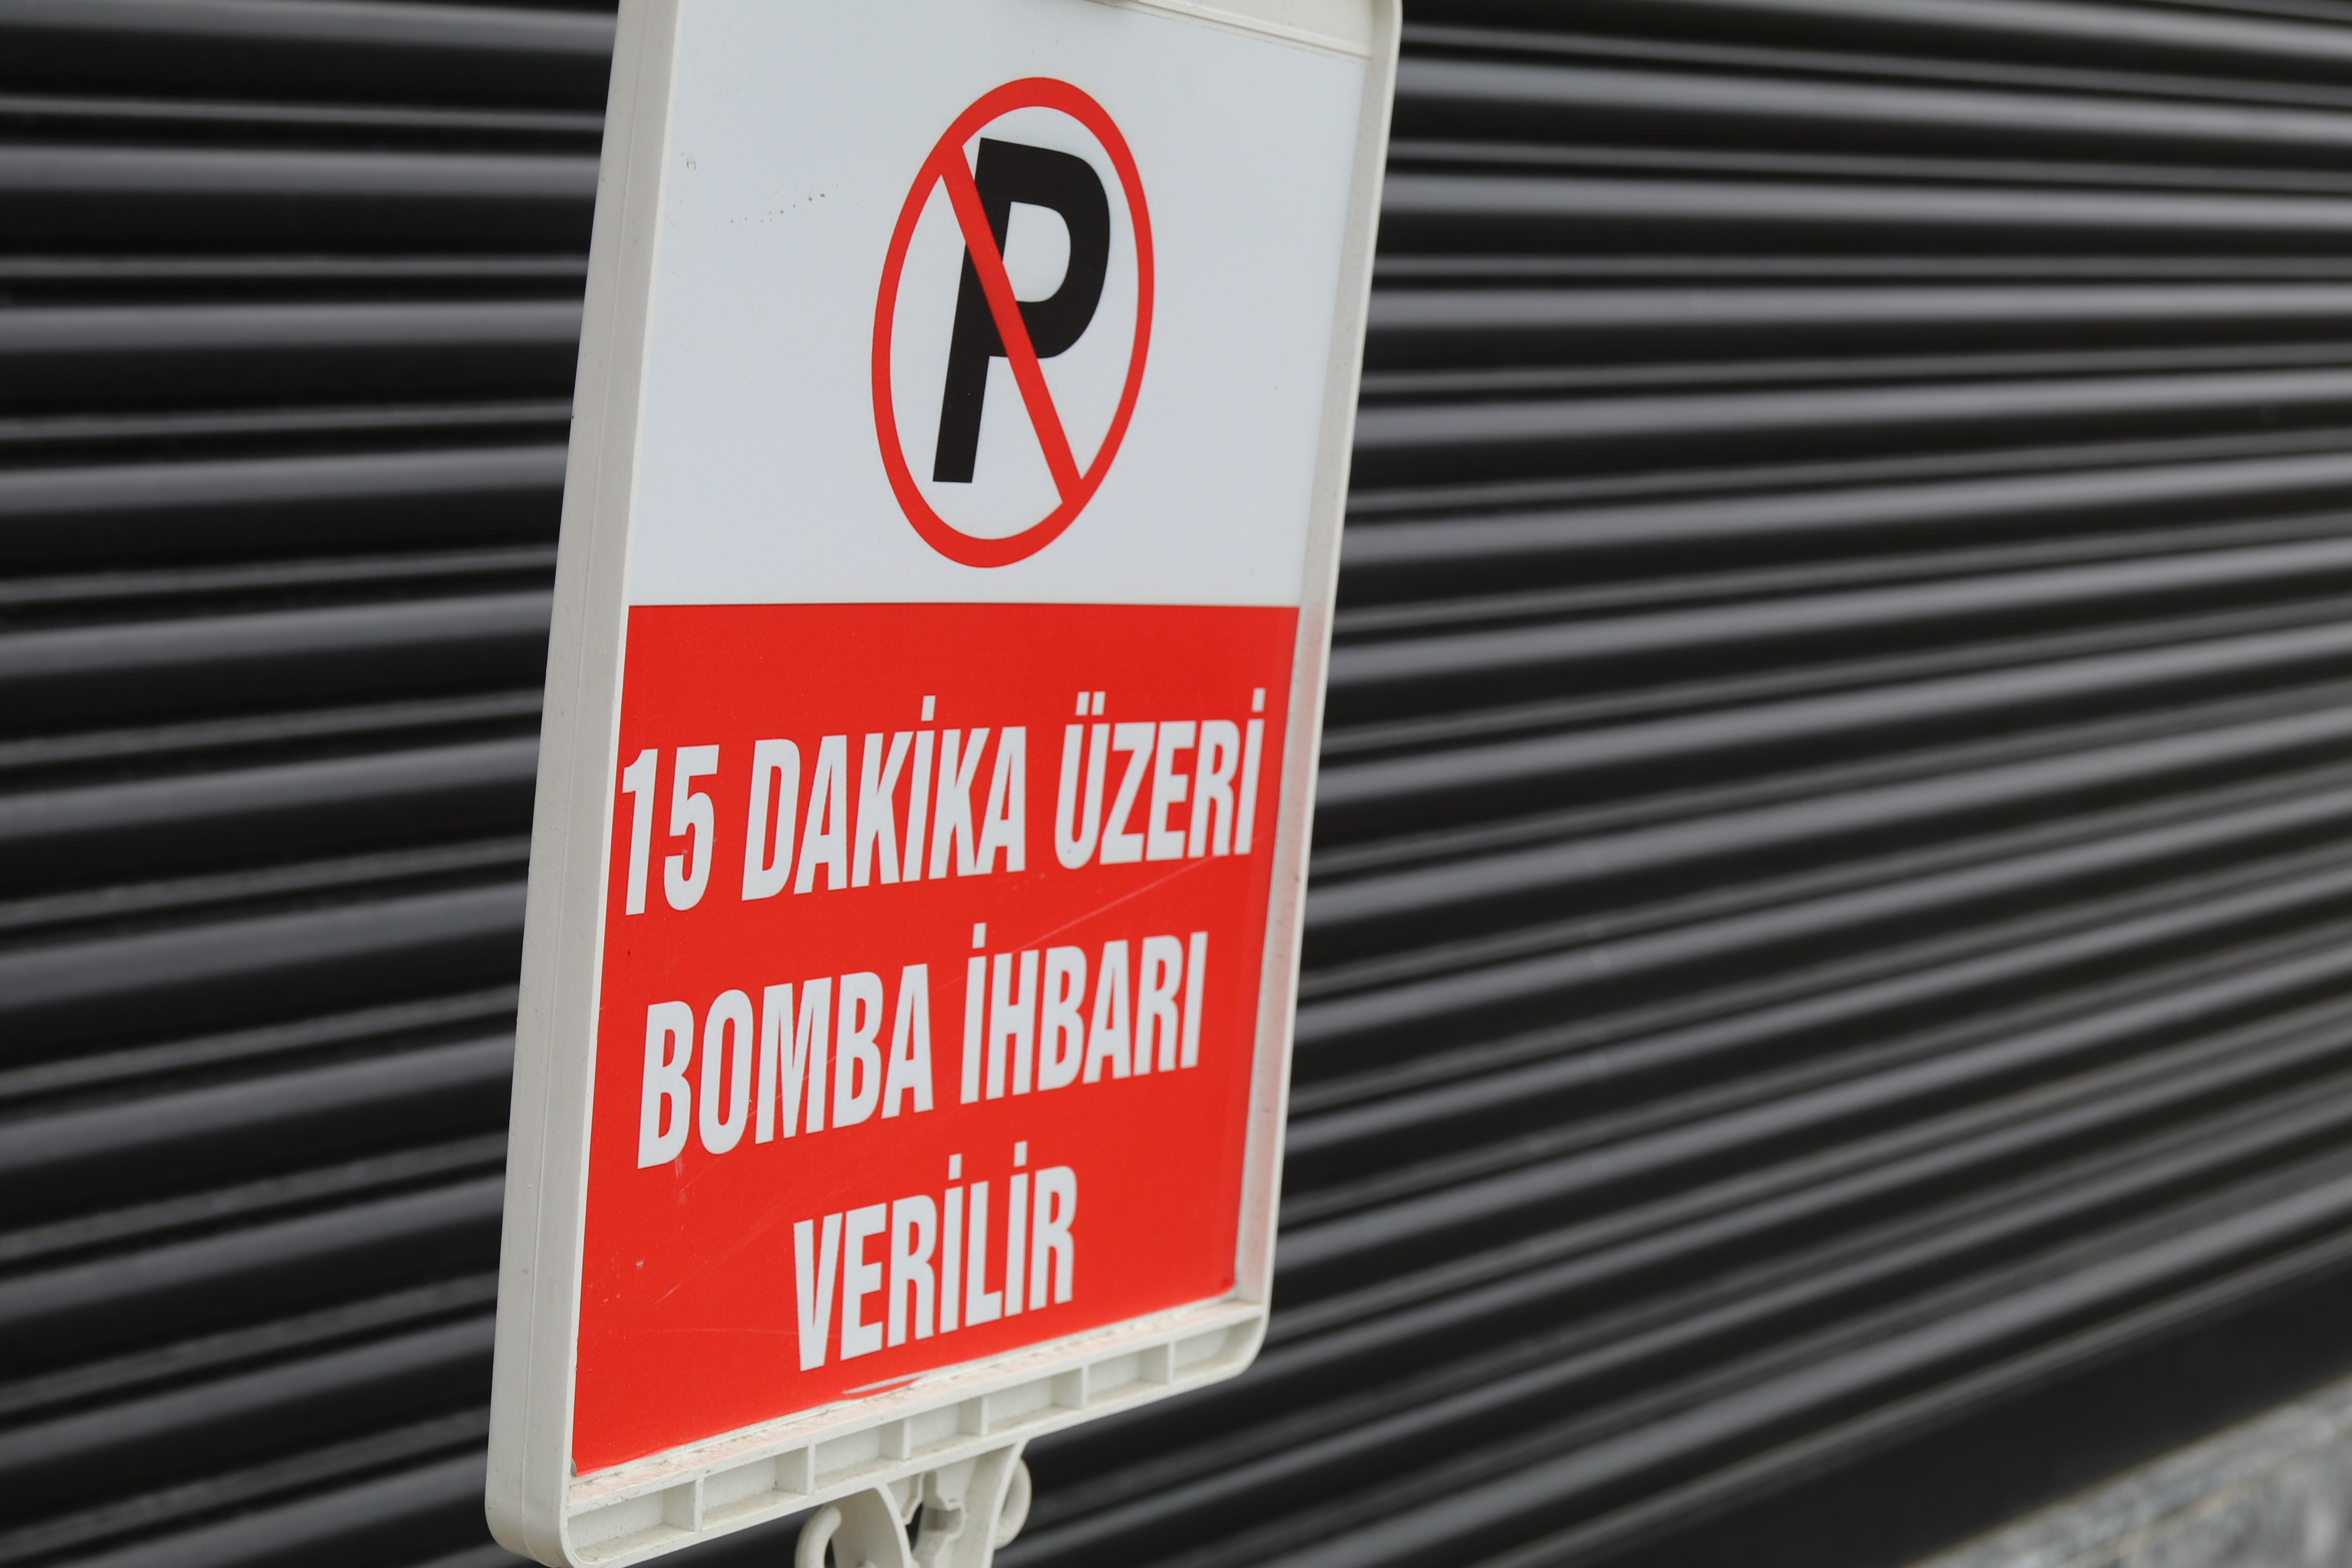 P
15 DAKİKA ÜZERİ
BOMBA İHBARI
VERİLİR